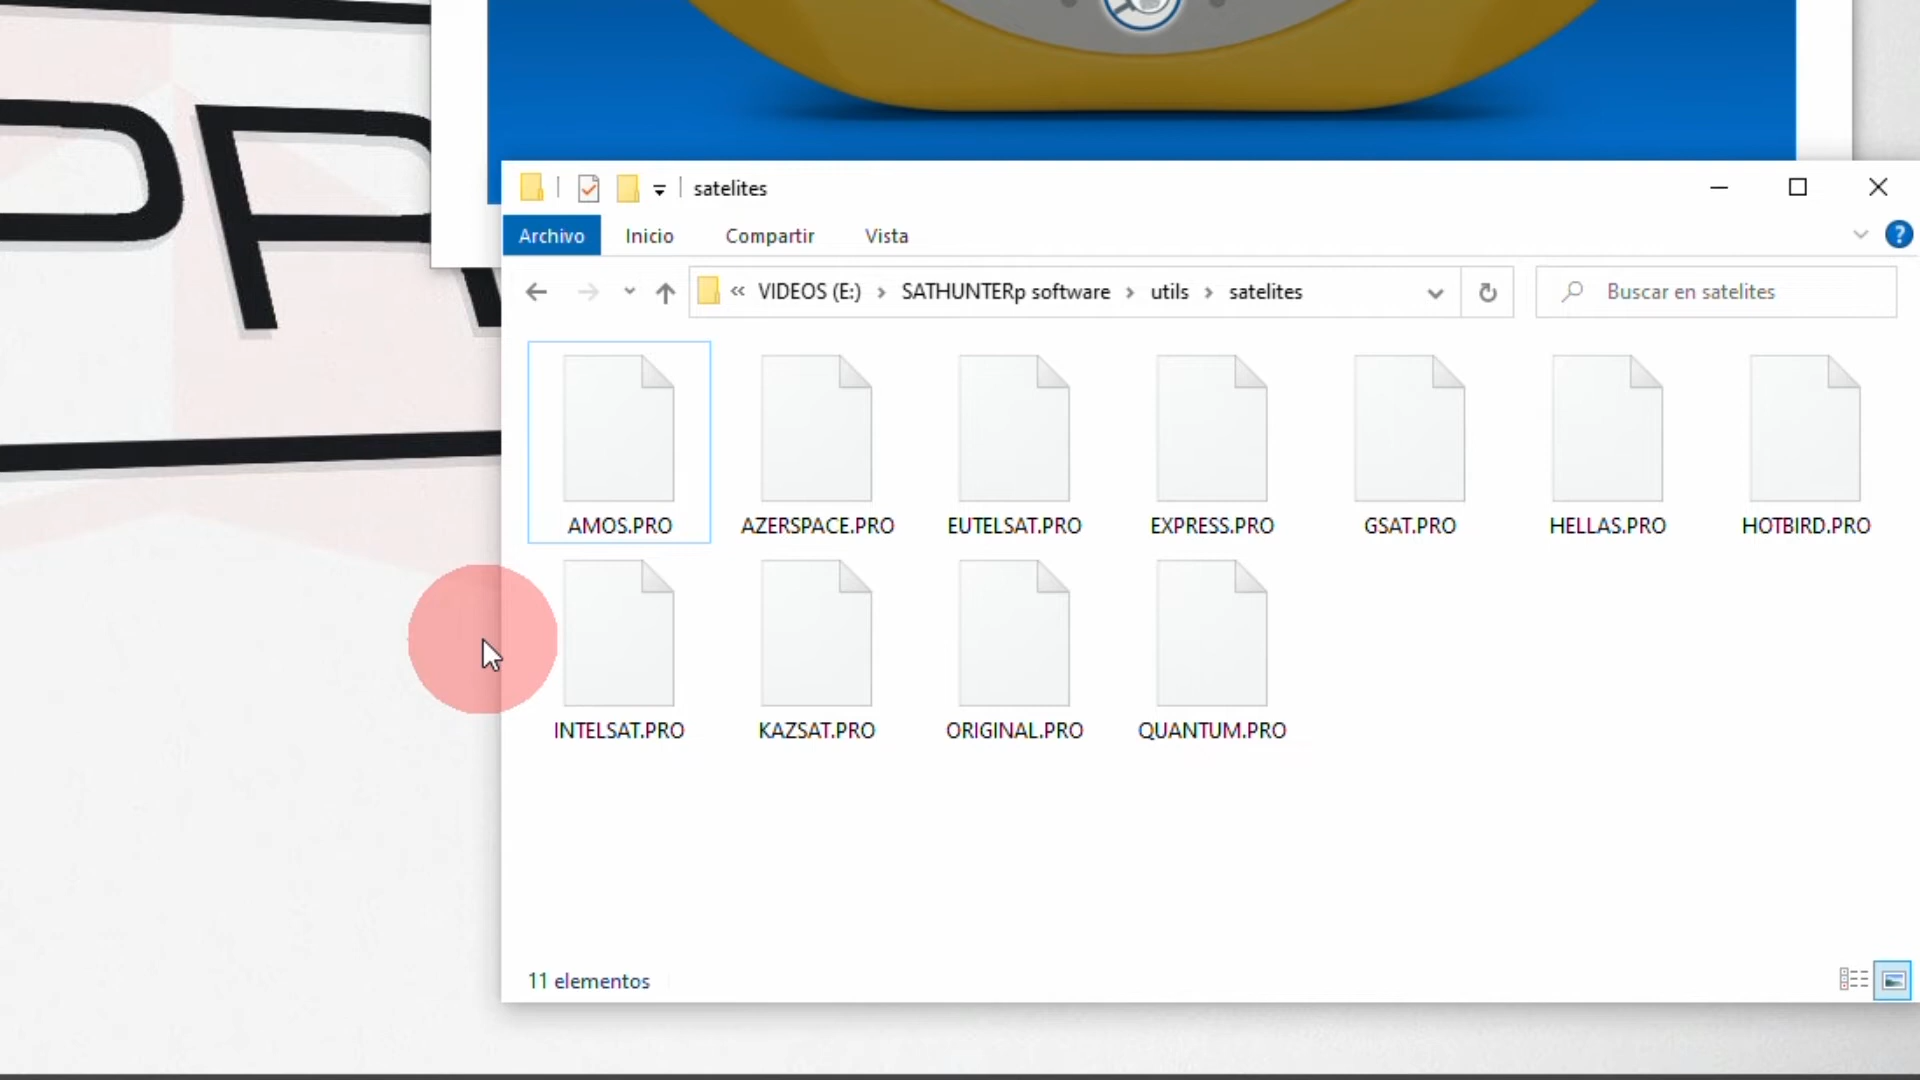 PR
satelites
Archivo Inicio Compartir Vista ?
« VIDEOS (E:) › SATHUNTERp software › utils › satelites
Buscar en satelites
AMOS.PRO AZERSPACE.PRO EUTELSAT.PRO EXPRESS.PRO GSAT.PRO HELLAS.PRO HOTBIRD.PRO
INTELSAT.PRO KAZSAT.PRO ORIGINAL.PRO QUANTUM.PRO
11 elementos